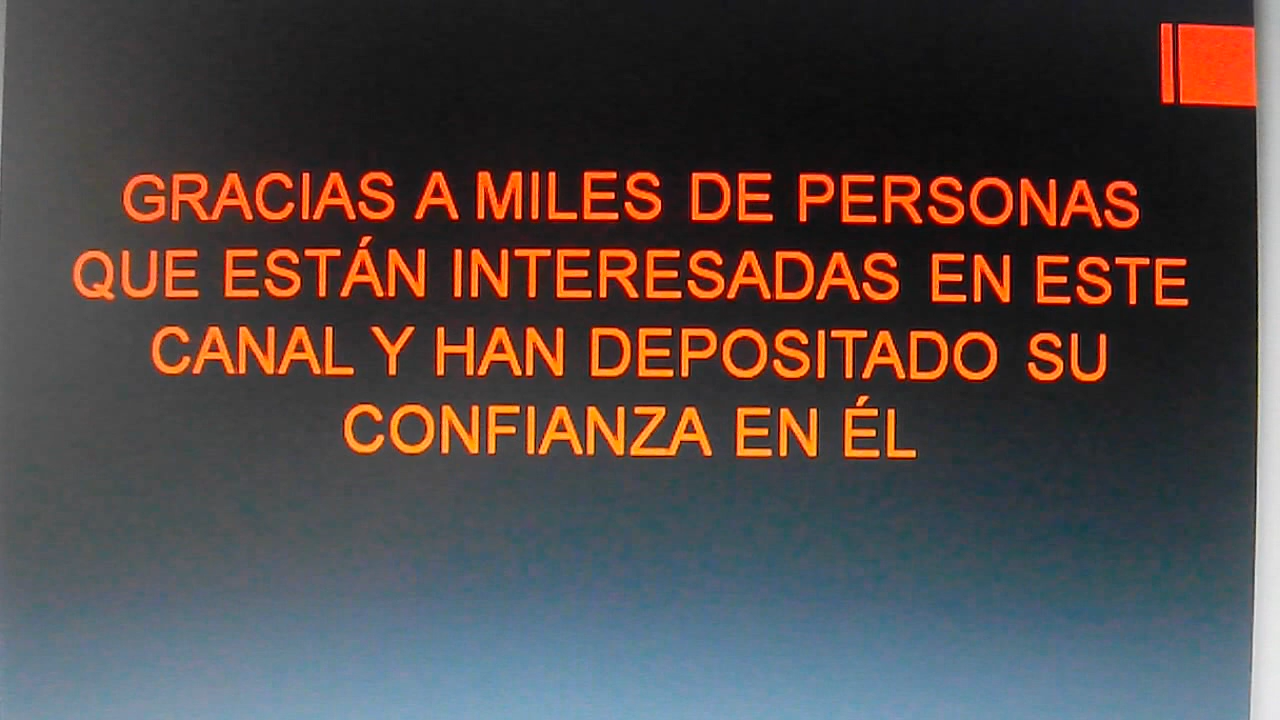 GRACIAS A MILES DE PERSONAS
QUE ESTÁN INTERESADAS EN ESTE
CANAL Y HAN DEPOSITADO SU
CONFIANZA EN ÉL